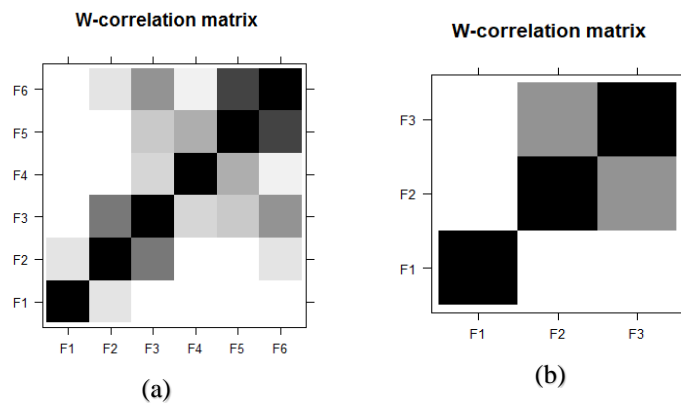 W-correlation matrix
F6
F5
F4
F3
F2
F1
F1 F2 F3 F4 F5 F6
(a)
W-correlation matrix
F3
F2
F1
F1 F2 F3
(b)